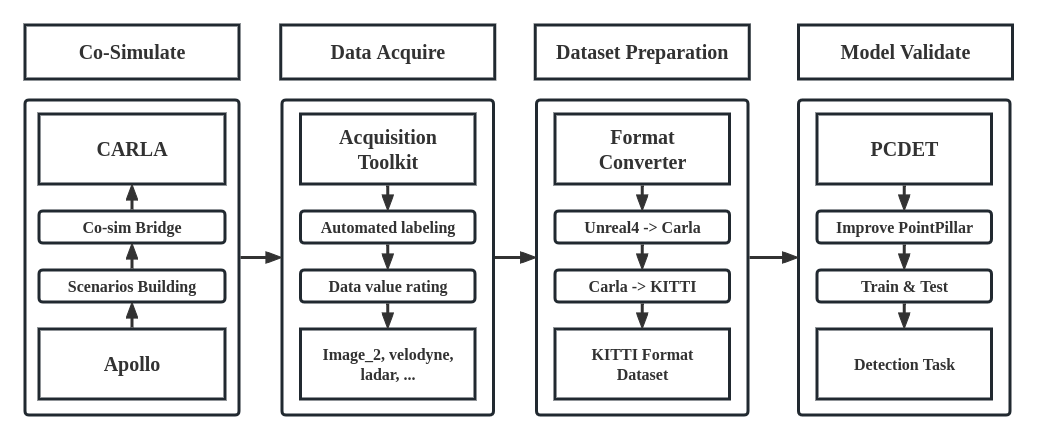 Co-Simulate
Data Acquire
Dataset Preparation
Model Validate
CARLA
Co-sim Bridge
Scenarios Building
Apollo
Acquisition
Toolkit
Automated labeling
Data value rating
Image_2, velodyne,
ladar, ...
Format
Converter
Unreal4 -> Carla
Carla -> KITTI
KITTI Format
Dataset
PCDET
Improve PointPillar
Train & Test
Detection Task